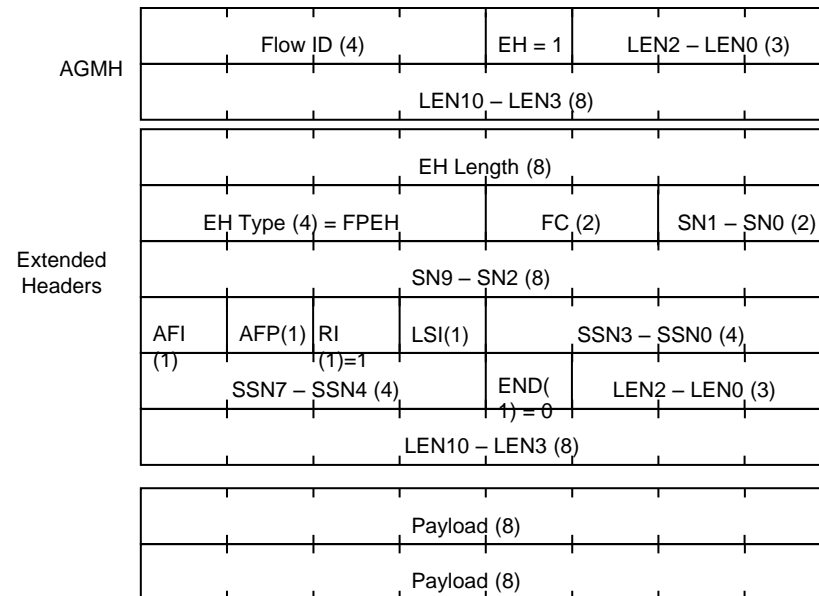 Flow ID (4) EH = 1 LEN2 – LEN0 (3)
AGMH
LEN10 – LEN3 (8)
EH Length (8)
EH Type (4) = FPEH FC (2) SN1 – SN0 (2)
Extended
Headers
SN9 – SN2 (8)
AFI
(1)
AFP(1)
RI
(1)=1
LSI(1)
SSN3 – SSN0 (4)
SSN7 – SSN4 (4)
END(
1) = 0
LEN2 – LEN0 (3)
LEN10 – LEN3 (8)
Payload (8)
Payload (8)